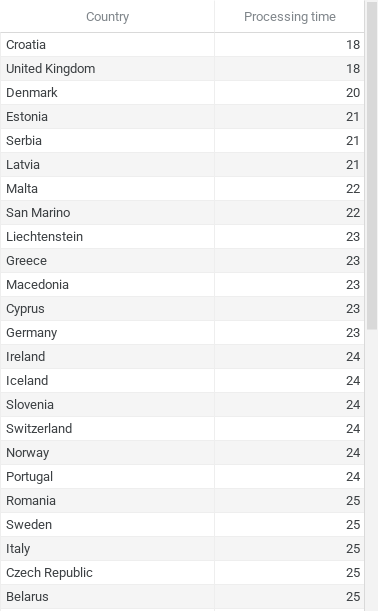 Country Processing time
Croatia 18
United Kingdom 18
Denmark 20
Estonia 21
Serbia 21
Latvia 21
Malta 22
San Marino 22
Liechtenstein 23
Greece 23
Macedonia 23
Cyprus 23
Germany 23
Ireland 24
Iceland 24
Slovenia 24
Switzerland 24
Norway 24
Portugal 24
Romania 25
Sweden 25
Italy 25
Czech Republic 25
Belarus 25